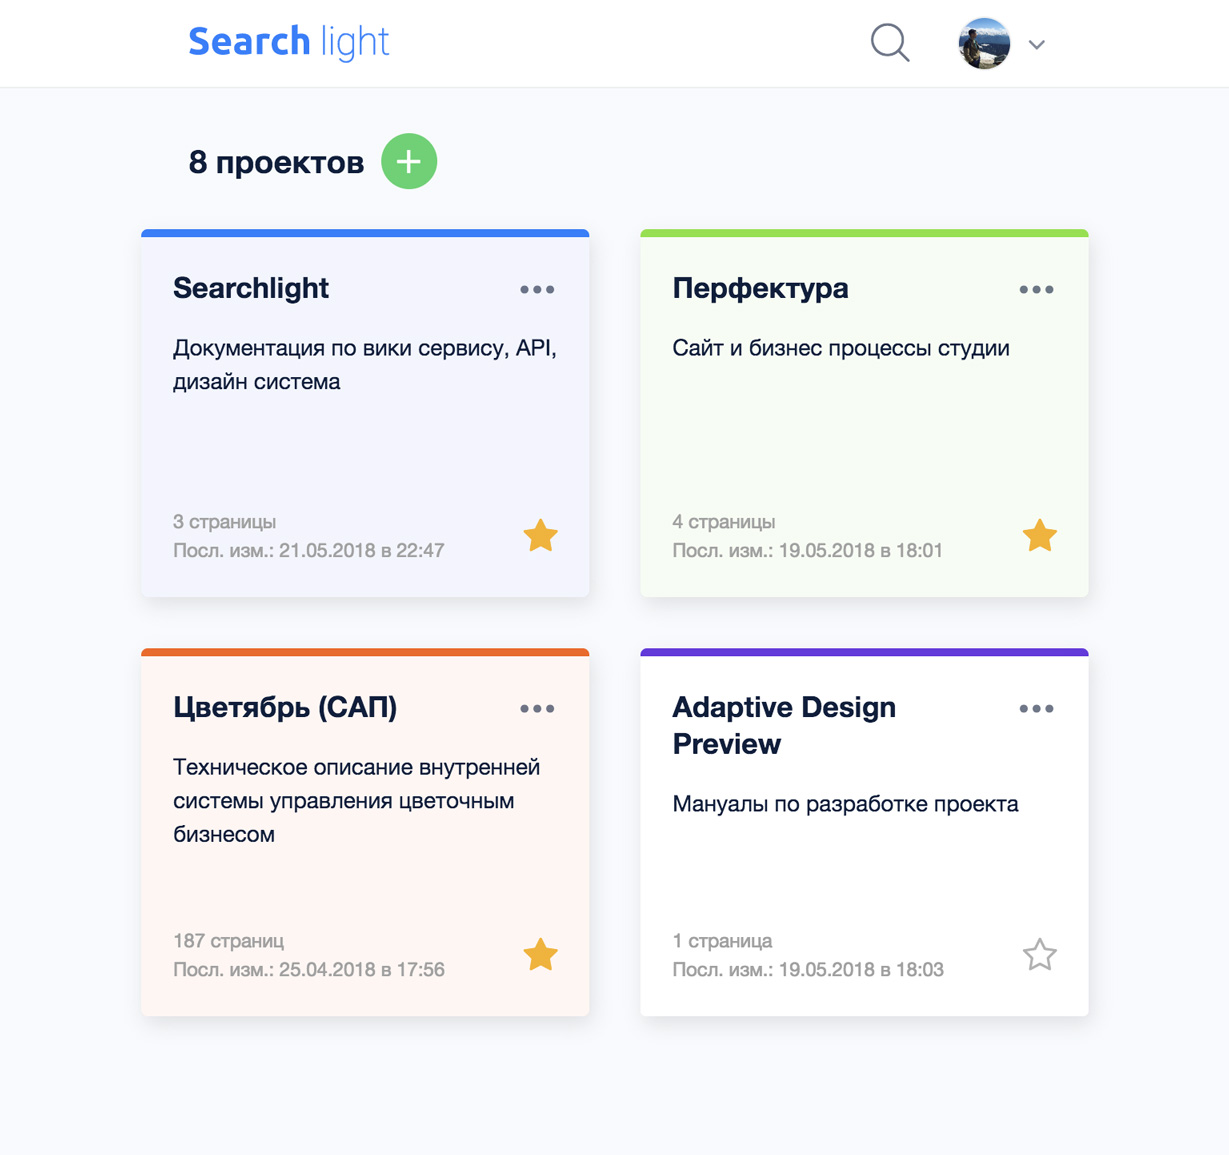 Search light
8 проектов
Searchlight
Документация по вики сервису, API,
дизайн система
3 страницы
Посл. изм.: 21.05.2018 в 22:47
Перфектура
Сайт и бизнес процессы студии
4 страницы
Посл. изм.: 19.05.2018 в 18:01
Цветябрь (САП)
Техническое описание внутренней
системы управления цветочным
бизнесом
187 страниц
Посл. изм.: 25.04.2018 в 17:56
Adaptive Design
Preview
Мануалы по разработке проекта
1 страница
Посл. изм.: 19.05.2018 в 18:03